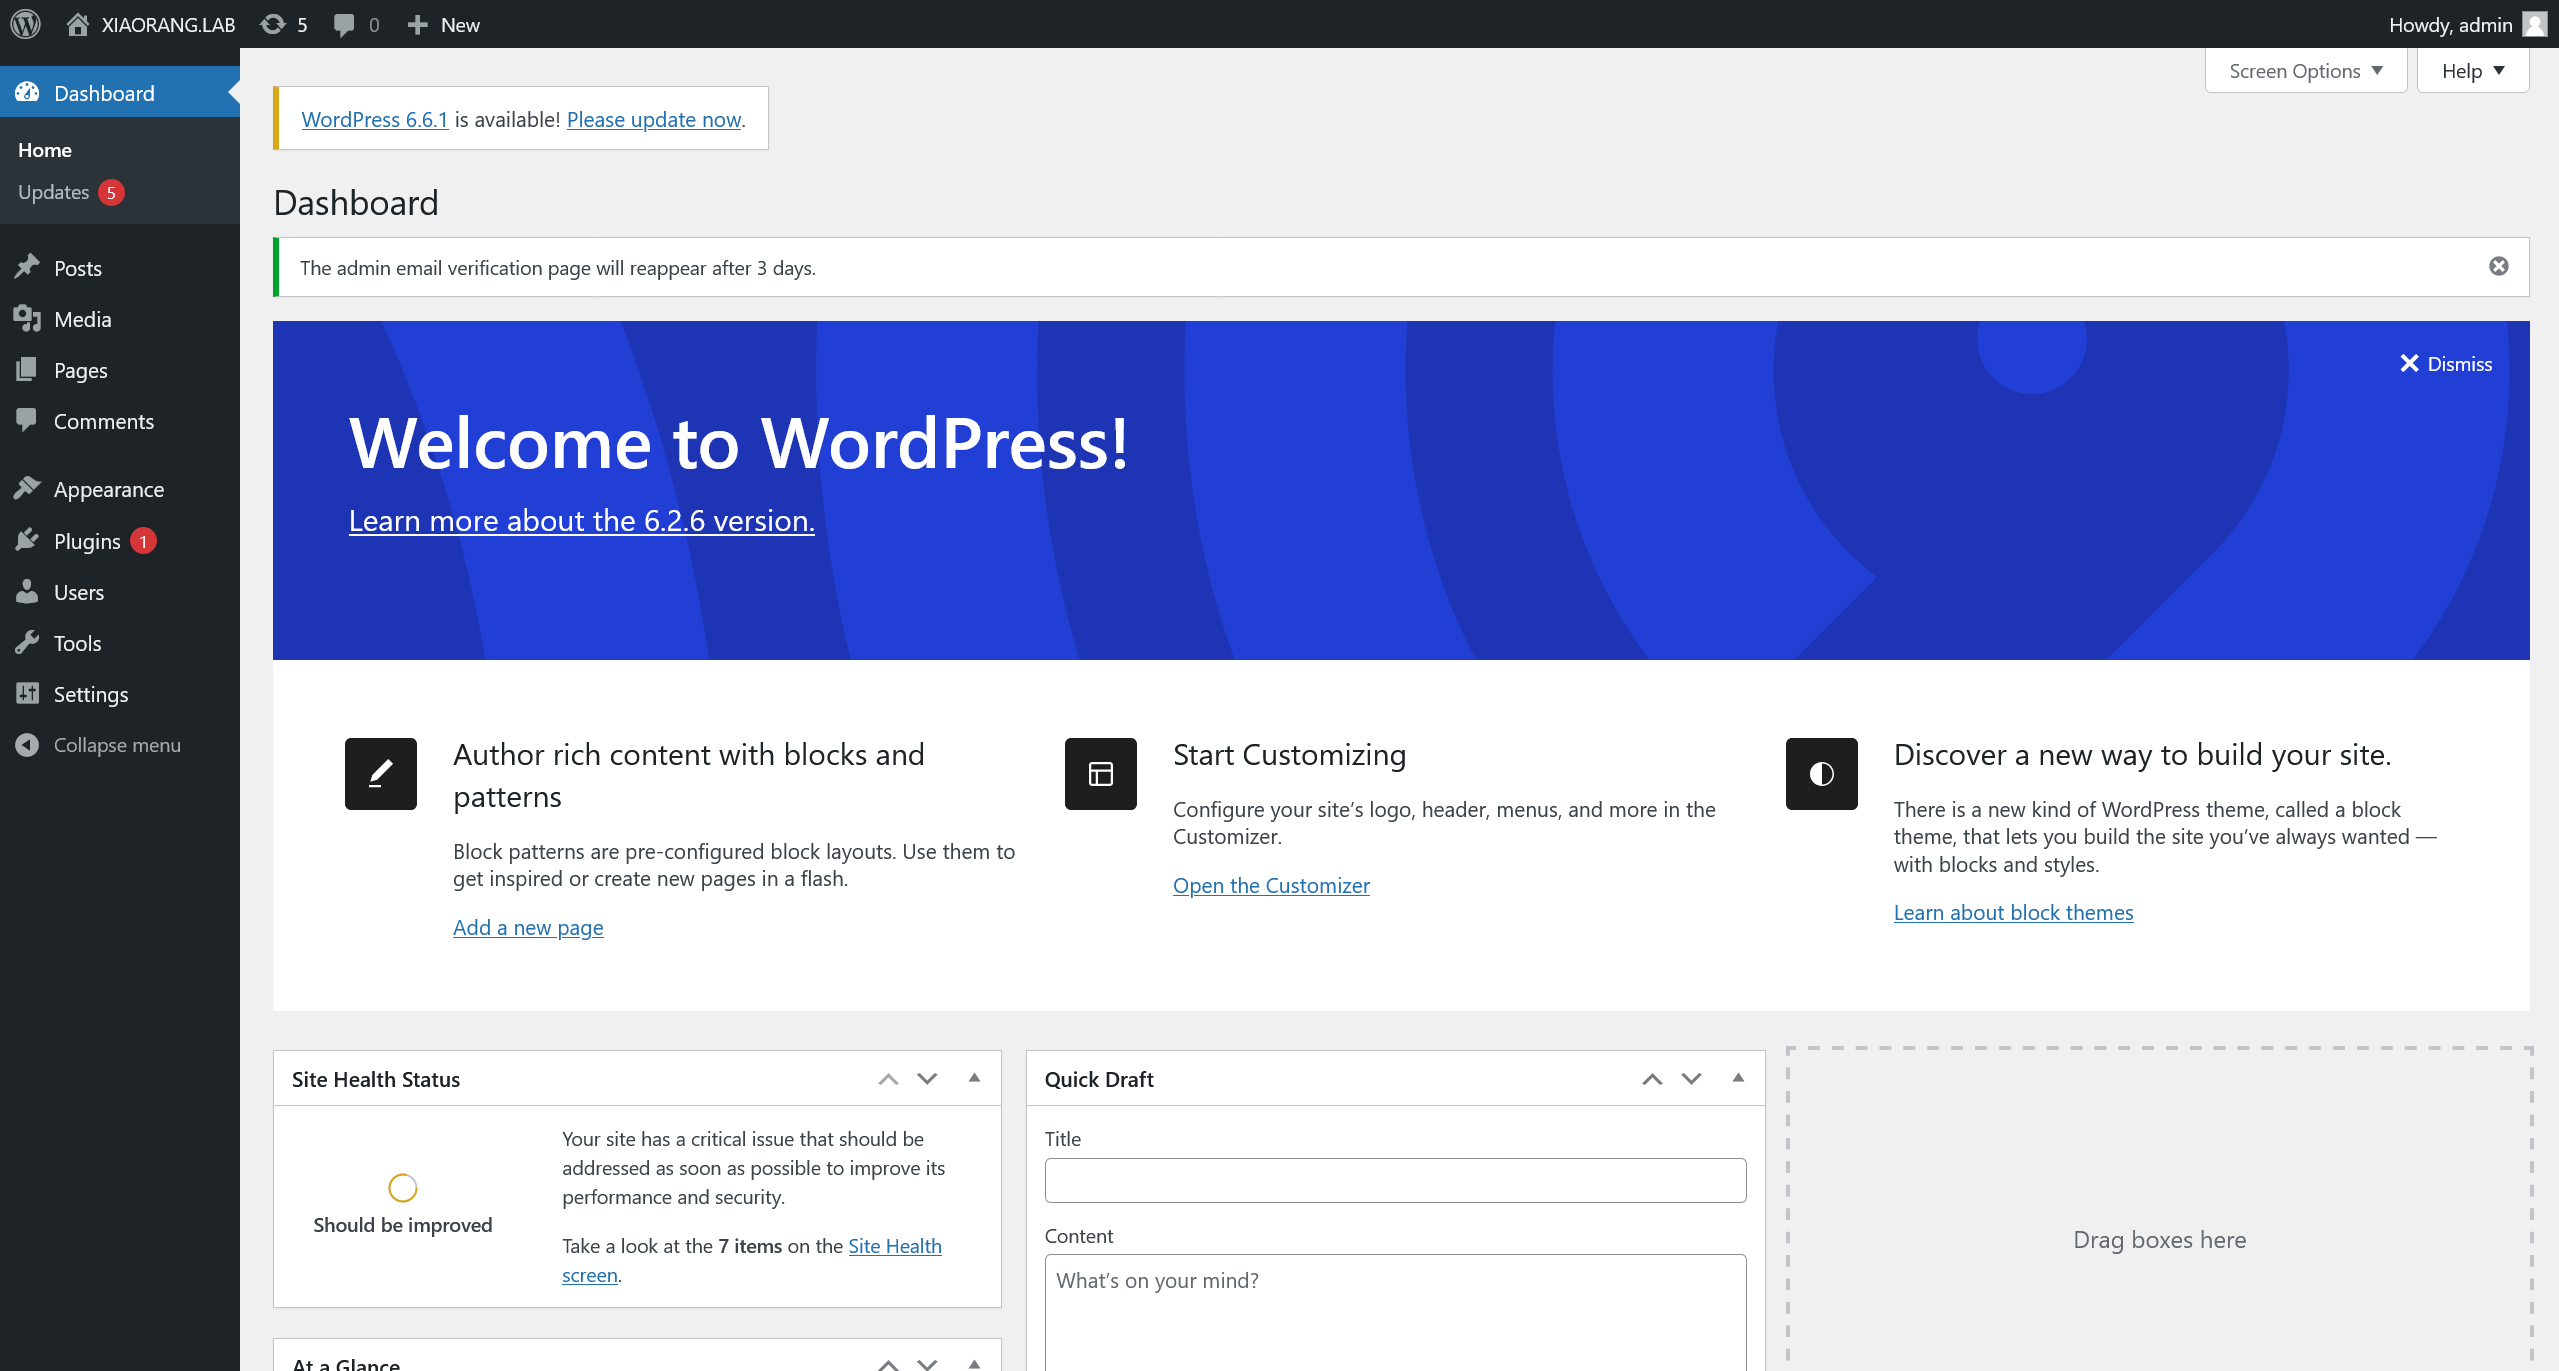 XIAORANG.LAB 5 0 New Howdy, admin
Screen Options Help
Dashboard
Home
Updates 5
Posts
Media
Pages
Comments
Appearance
Plugins 1
Users
Tools
Settings
Collapse menu
WordPress 6.6.1 is available! Please update now.
Dashboard
The admin email verification page will reappear after 3 days.
Dismiss
Welcome to WordPress!
Learn more about the 6.2.6 version.
Author rich content with blocks and
patterns
Block patterns are pre-configured block layouts. Use them to
get inspired or create new pages in a flash.
Add a new page
Start Customizing
Configure your site’s logo, header, menus, and more in the
Customizer.
Open the Customizer
Discover a new way to build your site.
There is a new kind of WordPress theme, called a block
theme, that lets you build the site you’ve always wanted —
with blocks and styles.
Learn about block themes
Site Health Status
Should be improved
Your site has a critical issue that should be
addressed as soon as possible to improve its
performance and security.
Take a look at the 7 items on the Site Health
screen.
At a Glance
Quick Draft
Title
Content
What’s on your mind?
Drag boxes here